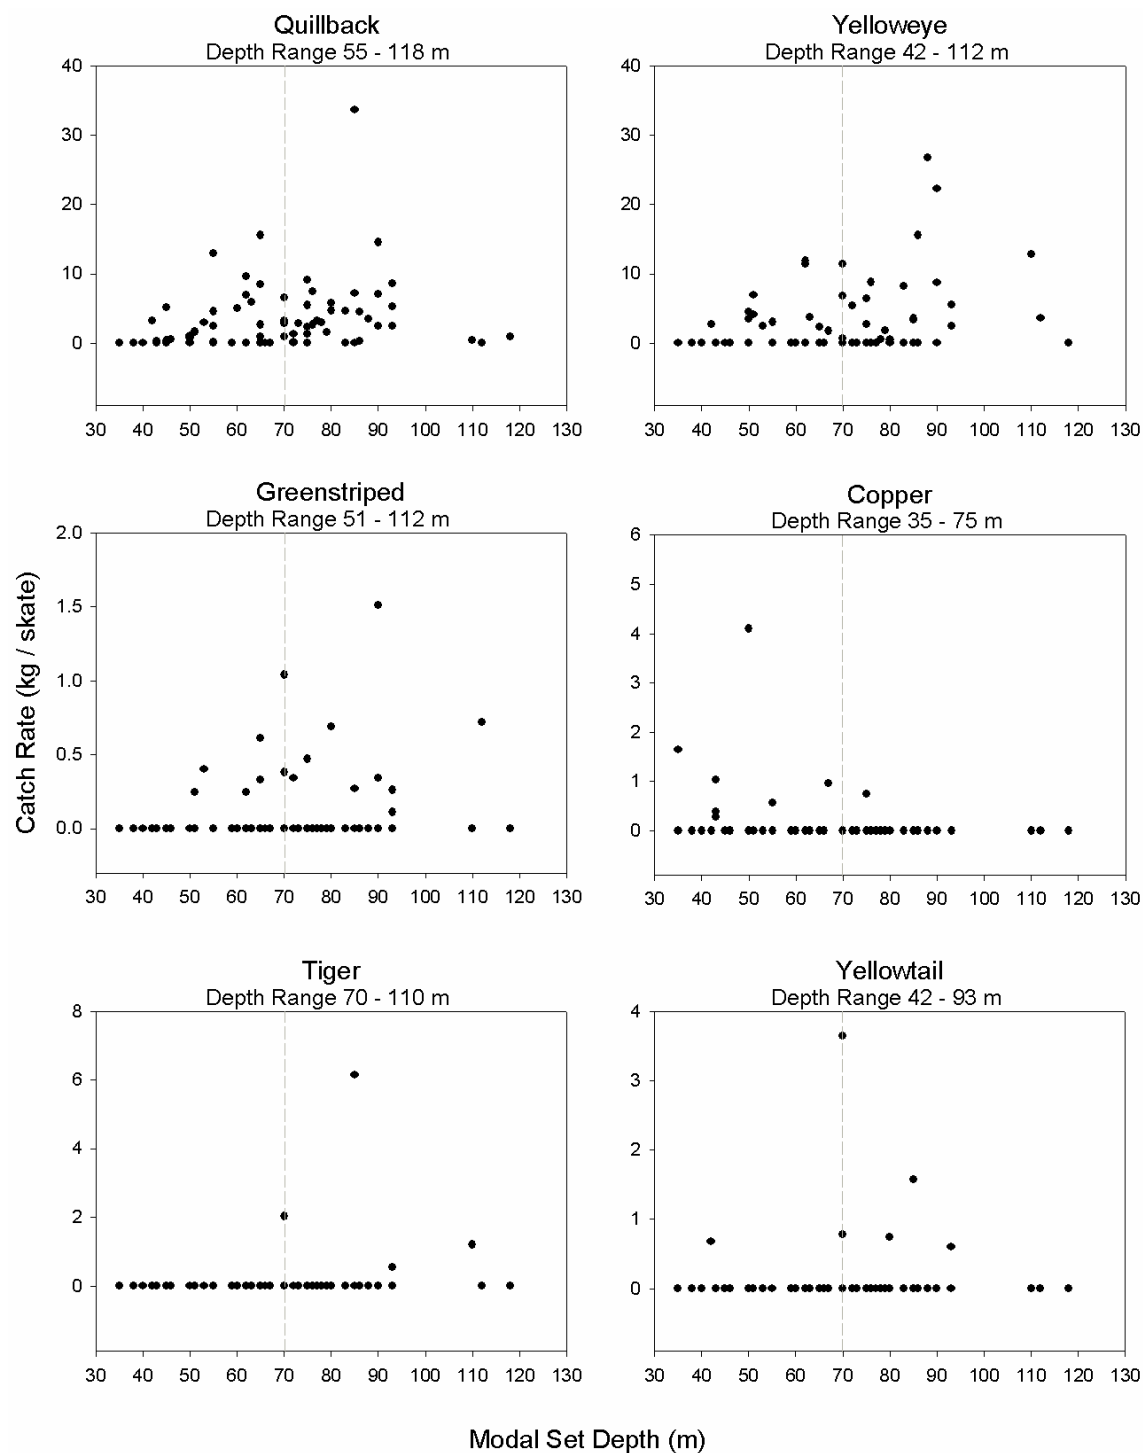 Quillback
Depth Range 55 - 118 m
40
30
20
10
0
30 40 50 60 70 80 90 100 110 120 130
Yelloweye
Depth Range 42 - 112 m
40
30
20
10
0
30 40 50 60 70 80 90 100 110 120 130
Catch Rate (kg / skate)
Greenstriped
Depth Range 51 - 112 m
2.0
1.5
1.0
0.5
0.0
30 40 50 60 70 80 90 100 110 120 130
Copper
Depth Range 35 - 75 m
6
5
4
3
2
1
0
30 40 50 60 70 80 90 100 110 120 130
Tiger
Depth Range 70 - 110 m
8
6
4
2
0
30 40 50 60 70 80 90 100 110 120 130
Yellowtail
Depth Range 42 - 93 m
4
3
2
1
0
30 40 50 60 70 80 90 100 110 120 130
Modal Set Depth (m)